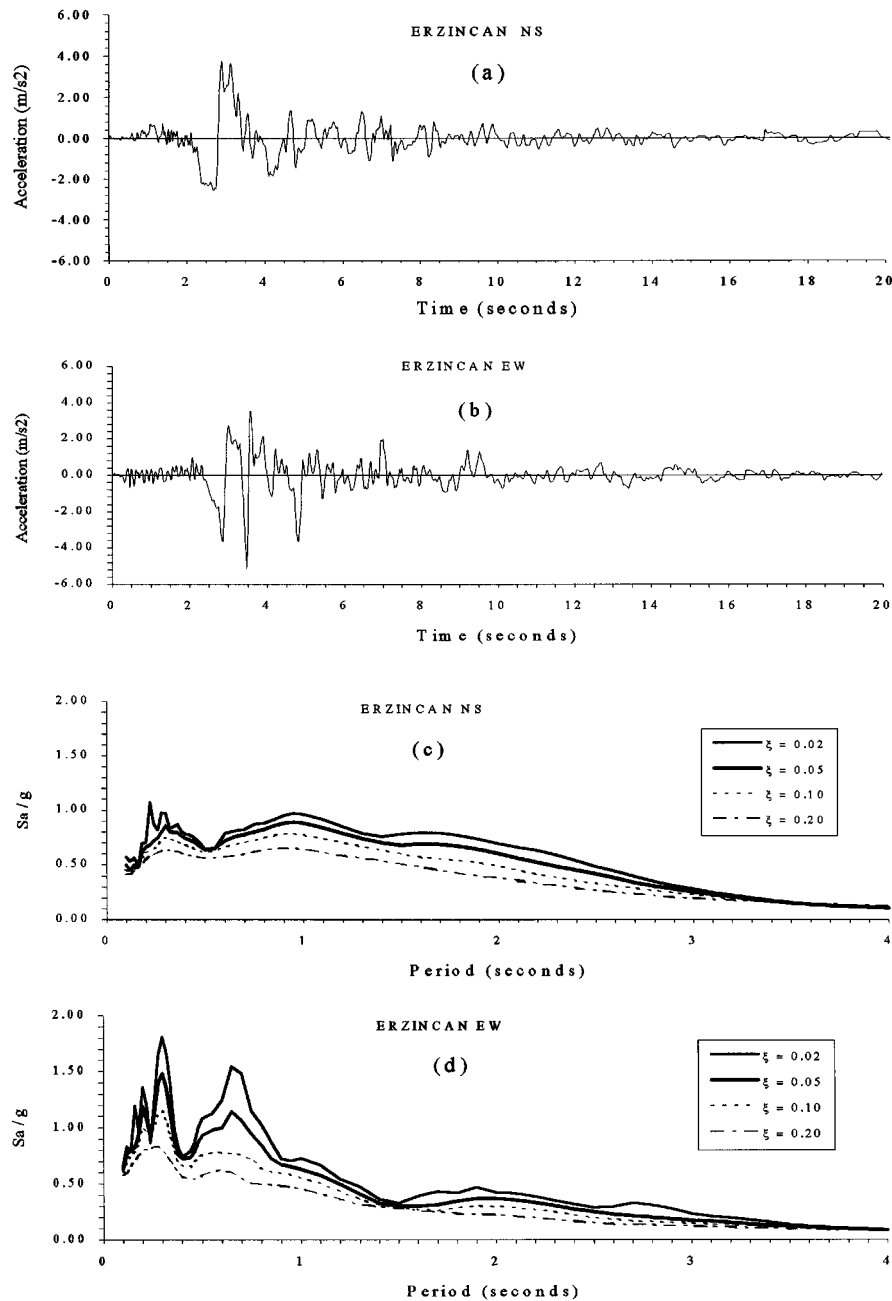 ERZINCAN NS
(a)
6.00
4.00
2.00
0.00
-2.00
-4.00
-6.00
Acceleration (m/s2)
0 2 4 6 8 10 12 14 16 18 20
Time (seconds)
ERZINCAN EW
(b)
6.00
4.00
2.00
0.00
-2.00
-4.00
-6.00
Acceleration (m/s2)
0 2 4 6 8 10 12 14 16 18 20
Time (seconds)
ERZINCAN NS
(c)
2.00
1.50
1.00
0.50
0.00
Sa/g
ξ = 0.02
ξ = 0.05
ξ = 0.10
ξ = 0.20
0 1 2 3 4
Period (seconds)
ERZINCAN EW
(d)
2.00
1.50
1.00
0.50
0.00
Sa/g
ξ = 0.02
ξ = 0.05
ξ = 0.10
ξ = 0.20
0 1 2 3 4
Period (seconds)